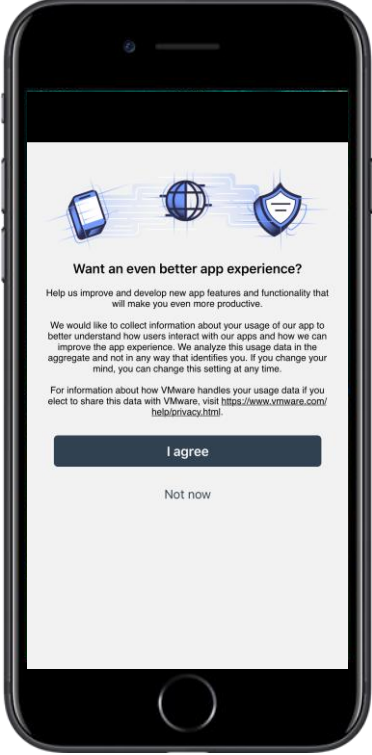 Want an even better app experience?
Help us improve and develop new app features and functionality that
will make you even more productive.
We would like to collect information about your usage of our app to
better understand how users interact with our apps and how we can
improve the app experience. We analyze this usage data in the
aggregate and not in any way that identifies you. If you change your
mind, you can change this setting at any time.
For information about how VMware handles your usage data if you
elect to share this data with VMware, visit https://www.vmware.com/
help/privacy.html.
I agree
Not now